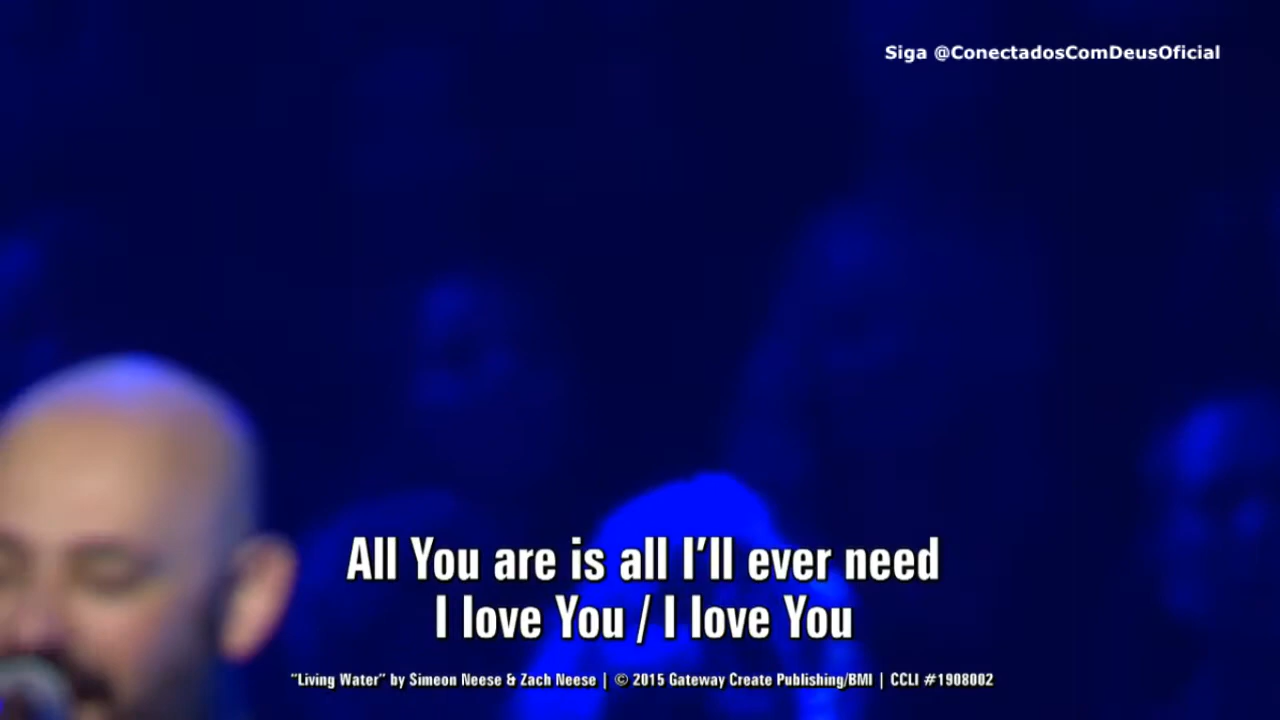 Siga @ConectadosComDeusOficial
All You are is all I'll ever need
I love You / I love You
"Living Water" by Simeon Neese & Zach Neese | © 2015 Gateway Create Publishing/BMI | CCLI #1908002